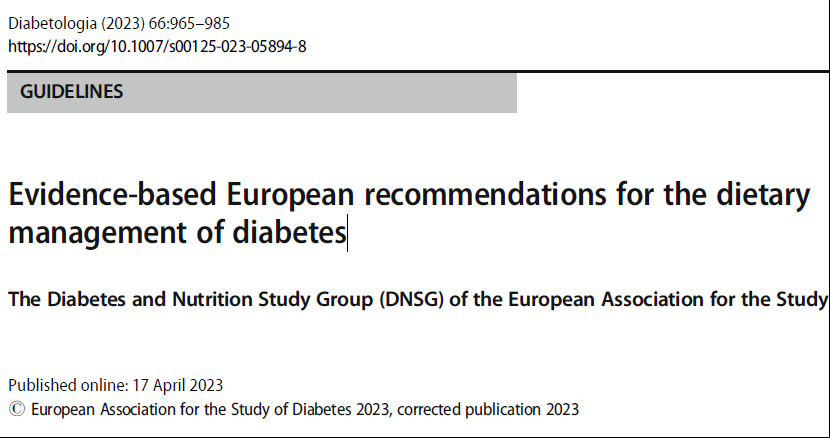 Diabetologia (2023) 66:965–985
https://doi.org/10.1007/s00125-023-05894-8
GUIDELINES
Evidence-based European recommendations for the dietary
management of diabetes
The Diabetes and Nutrition Study Group (DNSG) of the European Association for the Study
Published online: 17 April 2023
© European Association for the Study of Diabetes 2023, corrected publication 2023